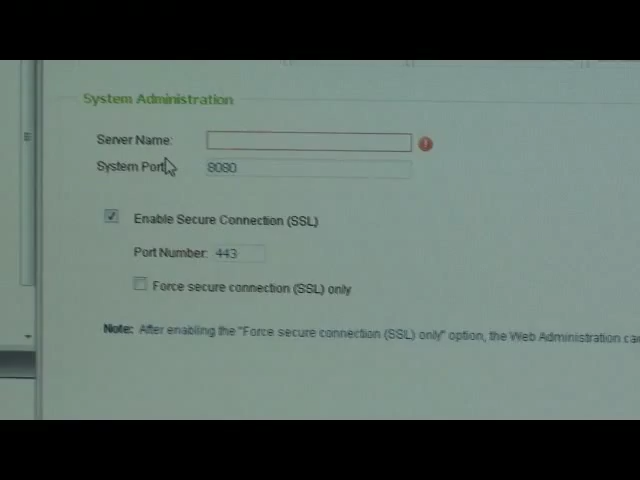 System Administration
Server Name:
System Port
8080
Enable Secure Connection (SSL)
Port Number: 443
Force secure connection (SSL) only
Note: After enabling the "Force secure connection (SSL) only" option, the Web Administration ca